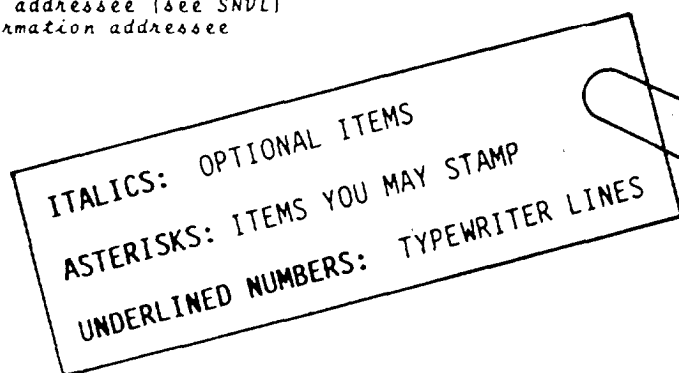 addressee (see SNDL)
rmation addressee
ITALICS: OPTIONAL ITEMS
ASTERISKS: ITEMS YOU MAY STAMP
UNDERLINED NUMBERS: TYPEWRITER LINES